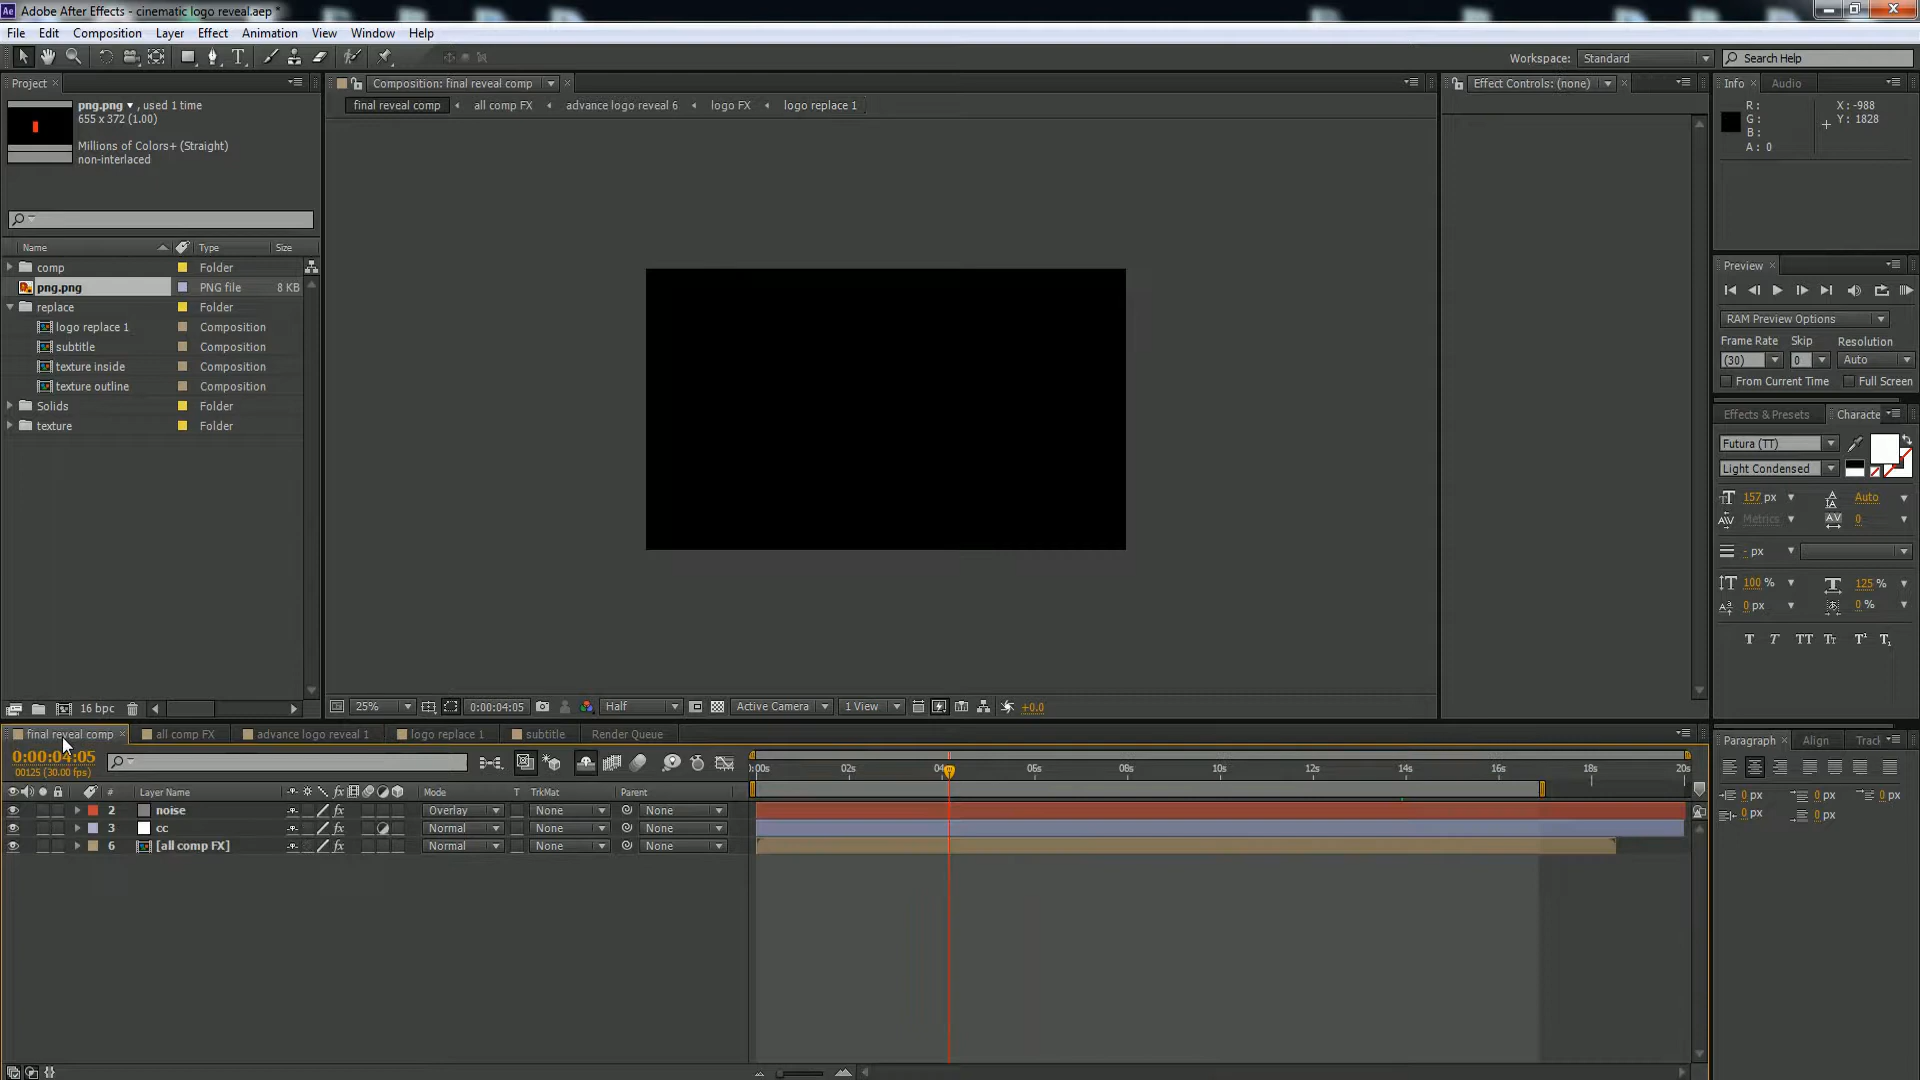 Ae Adobe After Effects - cinematic logo reveal.aep *
File Edit Composition Layer Effect Animation View Window Help
Workspace: Standard Search Help
Project
Composition: final reveal comp
Effect Controls: (none)
Info Audio
png.png ▾, used 1 time
655 x 372 (1.00)
Millions of Colors+ (Straight)
non-interlaced
final reveal comp all comp FX advance logo reveal 6 logo FX logo replace 1
R: X: -988
G: Y: 1828
B:
A: 0
Name Type Size
comp Folder
png.png PNG file 8 KB
replace Folder
logo replace 1 Composition
subtitle Composition
texture inside Composition
texture outline Composition
Solids Folder
texture Folder
16 bpc
25% 0:00:04:05 Half Active Camera 1 View +0.0
Preview
RAM Preview Options
Frame Rate Skip Resolution
(30) 0 Auto
From Current Time Full Screen
Effects & Presets Characte
Futura (TT)
Light Condensed
157 px Auto
Metrics 0
- px
100 % 125 %
0 px 0 %
T T TT Tt T¹ T₁
Paragraph Align Track
0 px 0 px 0 px
0 px 0 px
final reveal comp all comp FX advance logo reveal 1 logo replace 1 subtitle Render Queue
0:00:04:05
00125 (30.00 fps)
# Layer Name Mode T TrkMat Parent
2 noise Overlay None None
3 cc Normal None None
6 [all comp FX] Normal None None
0:00s 02s 04 06s 08s 10s 12s 14s 16s 18s 20s